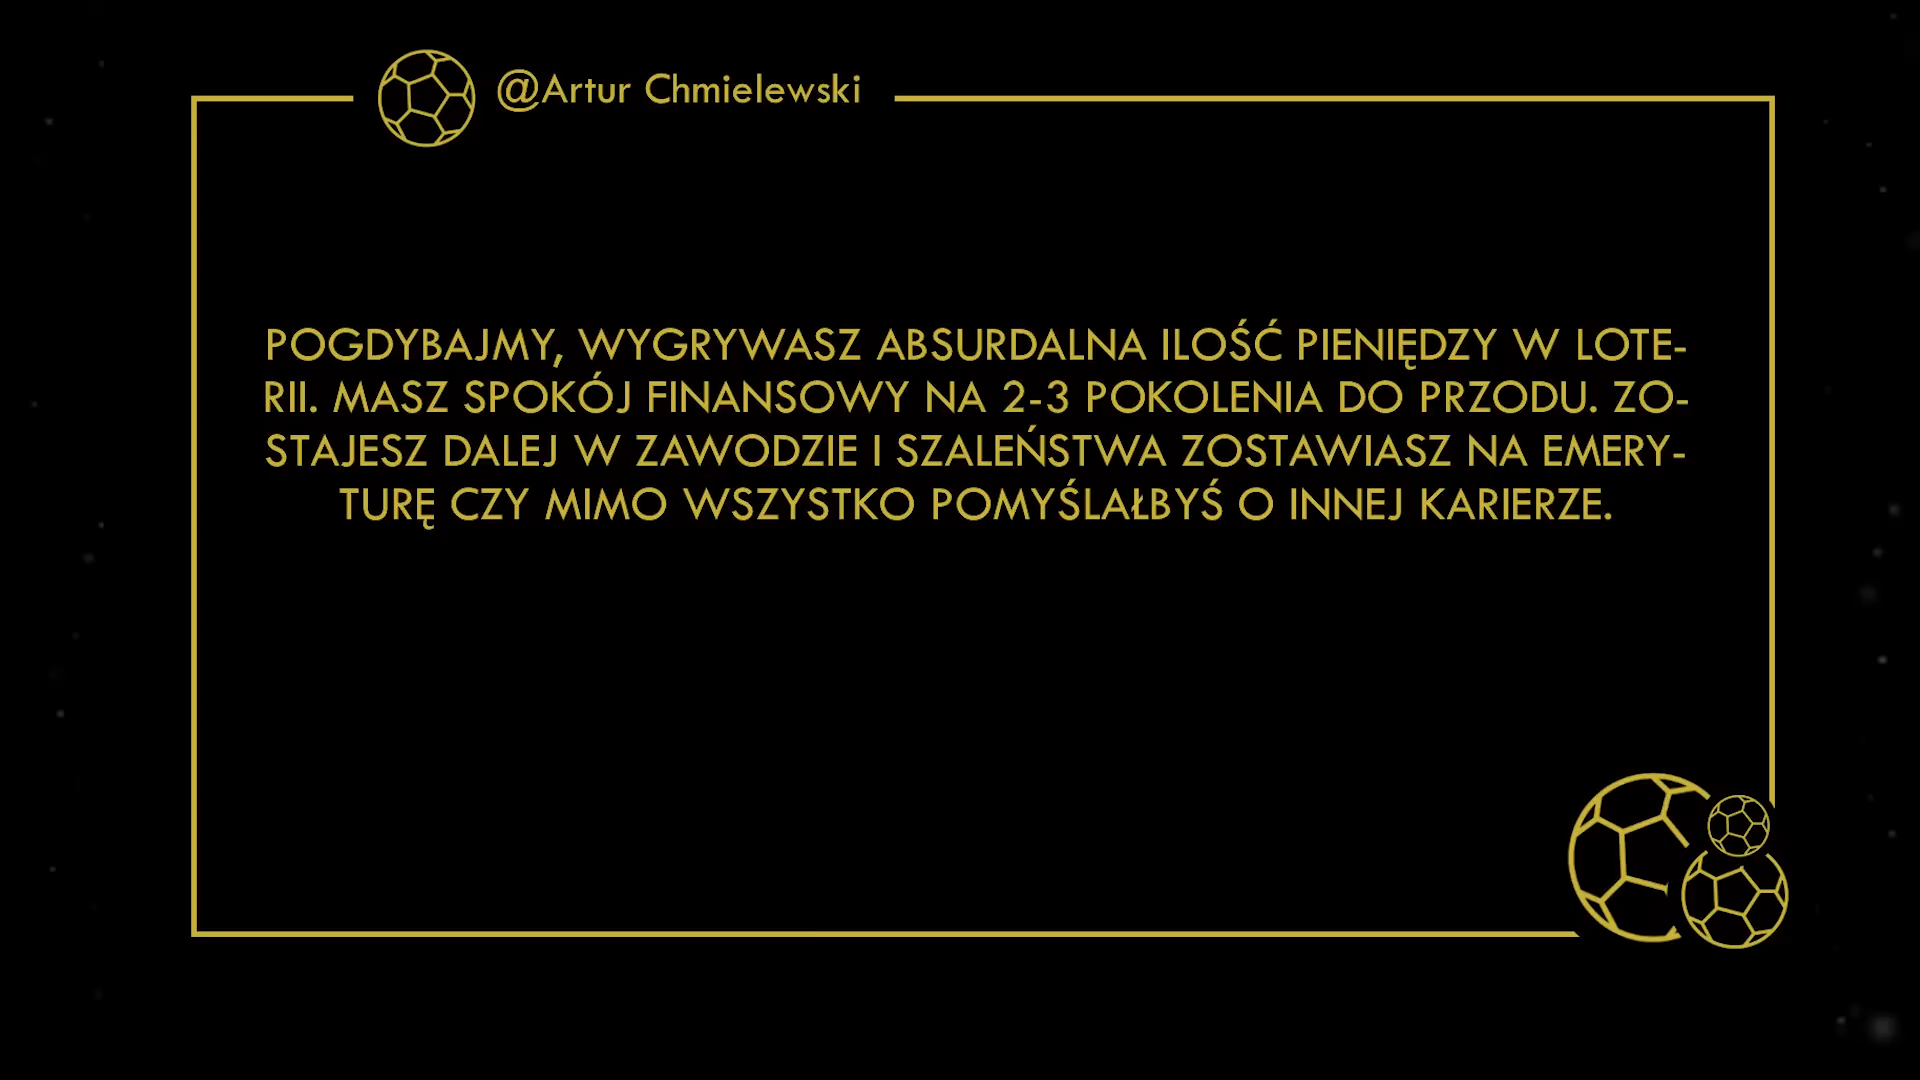 @Artur Chmielewski
POGDYBAJMY, WYGRYWASZ ABSURDALNA ILOŚĆ PIENIĘDZY W LOTE-
RII. MASZ SPOKÓJ FINANSOWY NA 2-3 POKOLENIA DO PRZODU. ZO-
STAJESZ DALEJ W ZAWODZIE I SZALEŃSTWA ZOSTAWIASZ NA EMERY-
TURĘ CZY MIMO WSZYSTKO POMYŚLAŁBYŚ O INNEJ KARIERZE.